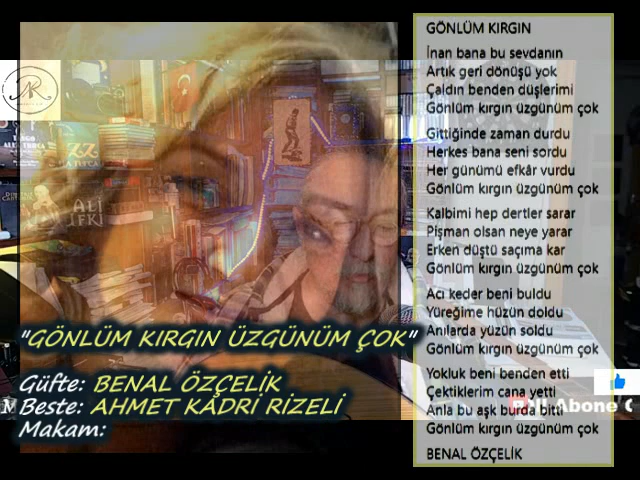 GÖNLÜM KIRGIN
İnan bana bu sevdanın
Artık geri dönüşü yok
Çaldın benden düşlerimi
Gönlüm kırgın üzgünüm çok
Gittiğinde zaman durdu
Herkes bana seni sordu
Her günümü efkâr vurdu
Gönlüm kırgın üzgünüm çok
Kalbimi hep dertler sarar
Pişman olsan neye yarar
Erken düştü saçıma kar
Gönlüm kırgın üzgünüm çok
Acı keder beni buldu
Yüreğime hüzün doldu
Anılarda yüzün soldu
Gönlüm kırgın üzgünüm çok
Yokluk beni benden etti
Çektiklerim cana yetti
Anla bu aşk burda bitti
Gönlüm kırgın üzgünüm çok
BENAL ÖZÇELİK
"GÖNLÜM KIRGIN ÜZGÜNÜM ÇOK"
Güfte: BENAL ÖZÇELİK
Beste: AHMET KADRİ RİZELİ
Makam:
Abone
ALİ